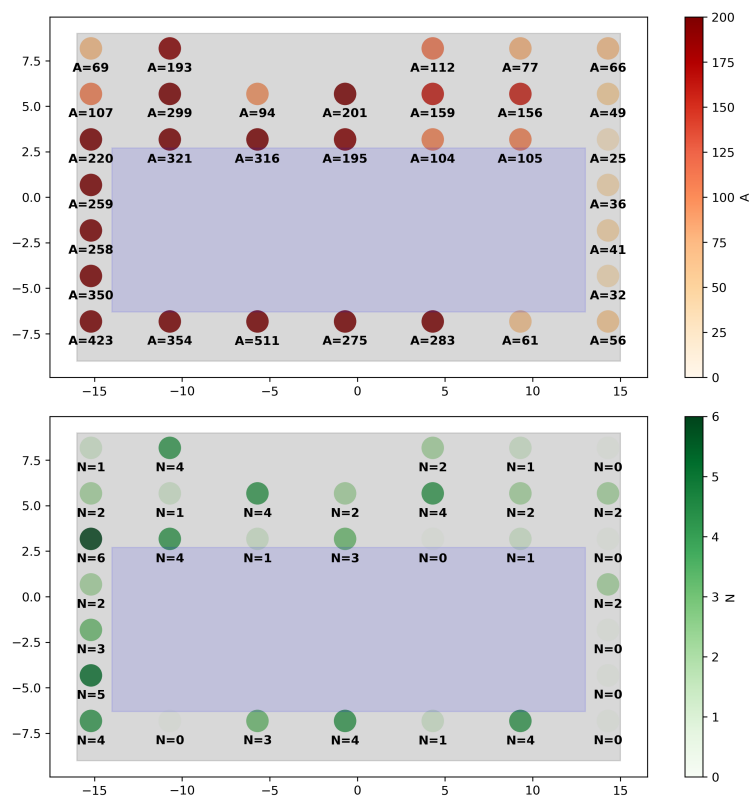 7.5
5.0
2.5
0.0
−2.5
−5.0
−7.5
A=69 A=193 A=112 A=77 A=66
A=107 A=299 A=94 A=201 A=159 A=156 A=49
A=220 A=321 A=316 A=195 A=104 A=105 A=25
A=259 A=36
A=258 A=41
A=350 A=32
A=423 A=354 A=511 A=275 A=283 A=61 A=56
−15 −10 −5 0 5 10 15
200
175
150
125
100
75
50
25
0
A
7.5
5.0
2.5
0.0
−2.5
−5.0
−7.5
N=1 N=4 N=2 N=1 N=0
N=2 N=1 N=4 N=2 N=4 N=2 N=2
N=6 N=4 N=1 N=3 N=0 N=1 N=0
N=2 N=2
N=3 N=0
N=5 N=0
N=4 N=0 N=3 N=4 N=1 N=4 N=0
−15 −10 −5 0 5 10 15
6
5
4
3
2
1
0
N